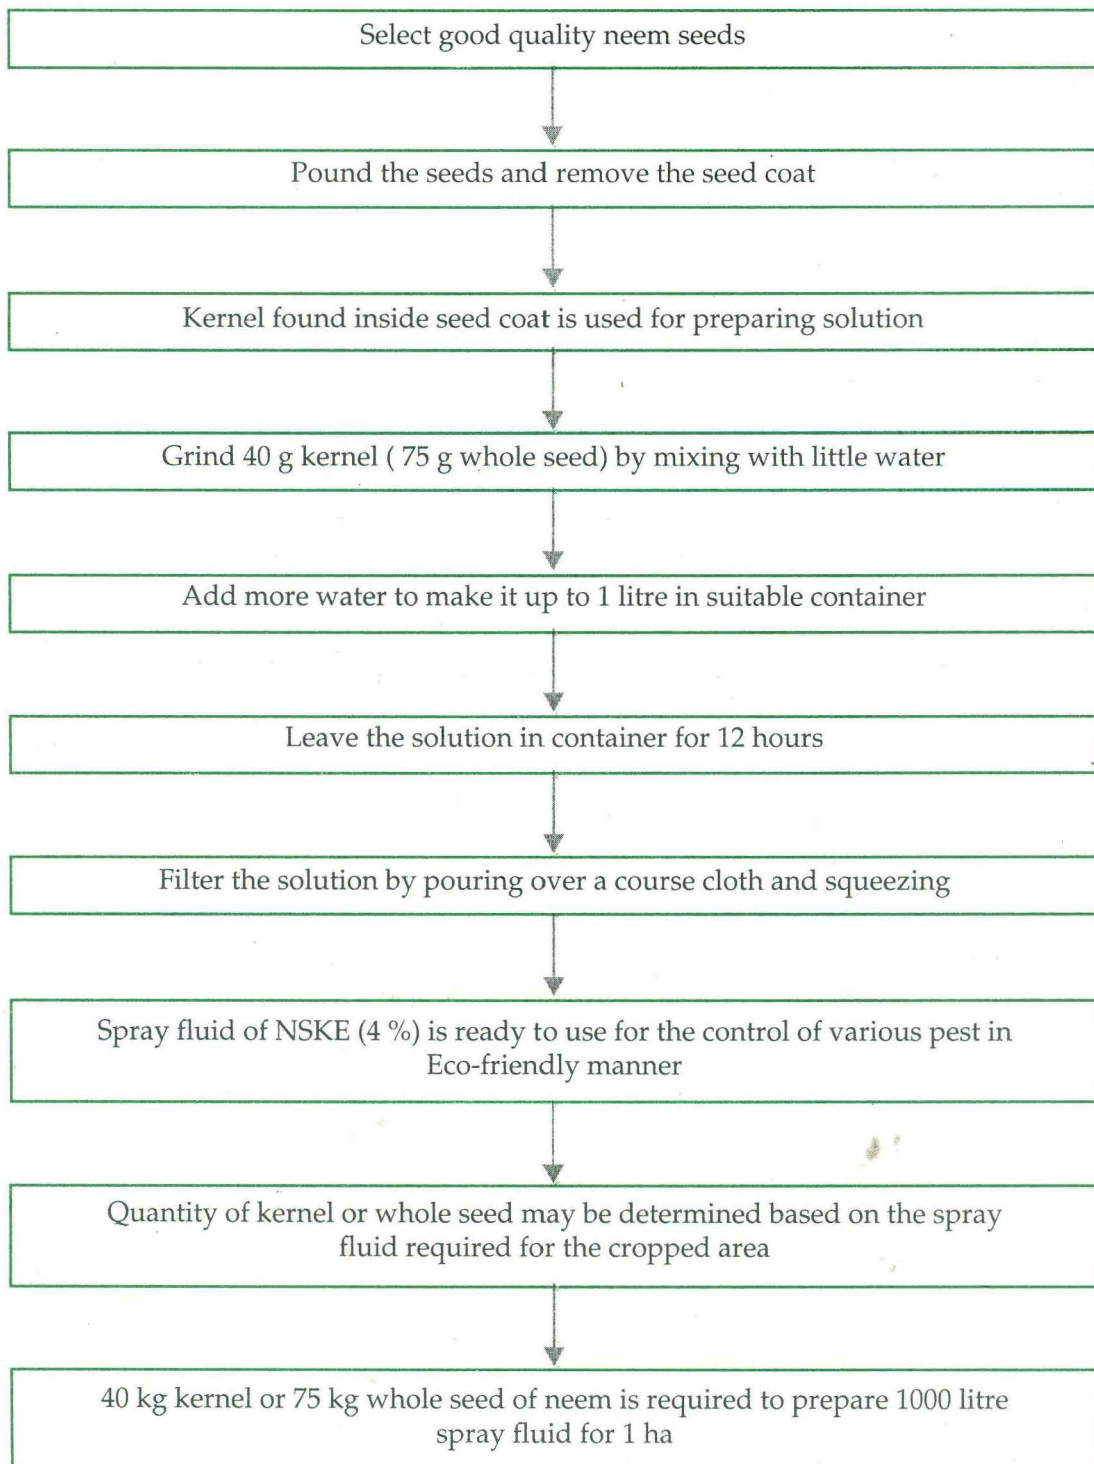 Select good quality neem seeds
Pound the seeds and remove the seed coat
Kernel found inside seed coat is used for preparing solution
Grind 40 g kernel ( 75 g whole seed) by mixing with little water
Add more water to make it up to 1 litre in suitable container
Leave the solution in container for 12 hours
Filter the solution by pouring over a course cloth and squeezing
Spray fluid of NSKE (4 %) is ready to use for the control of various pest in
Eco-friendly manner
Quantity of kernel or whole seed may be determined based on the spray
fluid required for the cropped area
40 kg kernel or 75 kg whole seed of neem is required to prepare 1000 litre
spray fluid for 1 ha